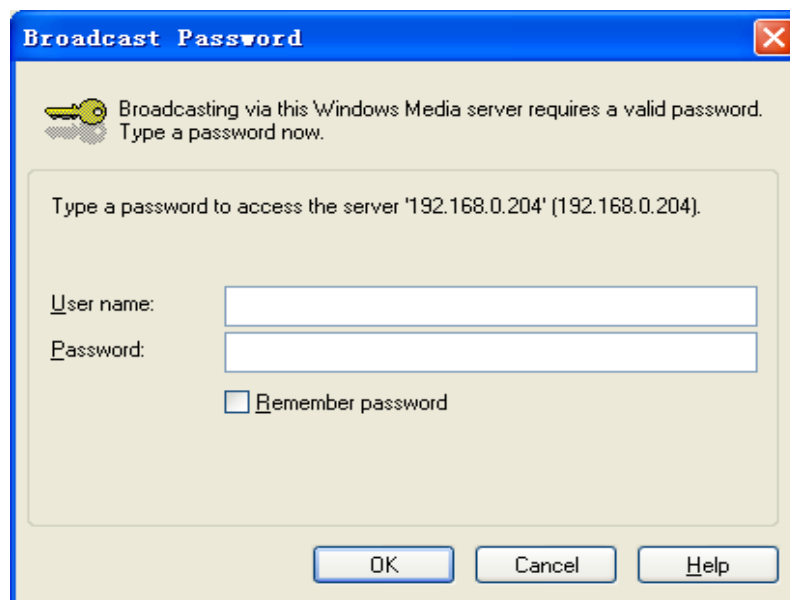 Broadcast Password
Broadcasting via this Windows Media server requires a valid password.
Type a password now.
Type a password to access the server '192.168.0.204' (192.168.0.204).
User name:
Password:
Remember password
OK
Cancel
Help